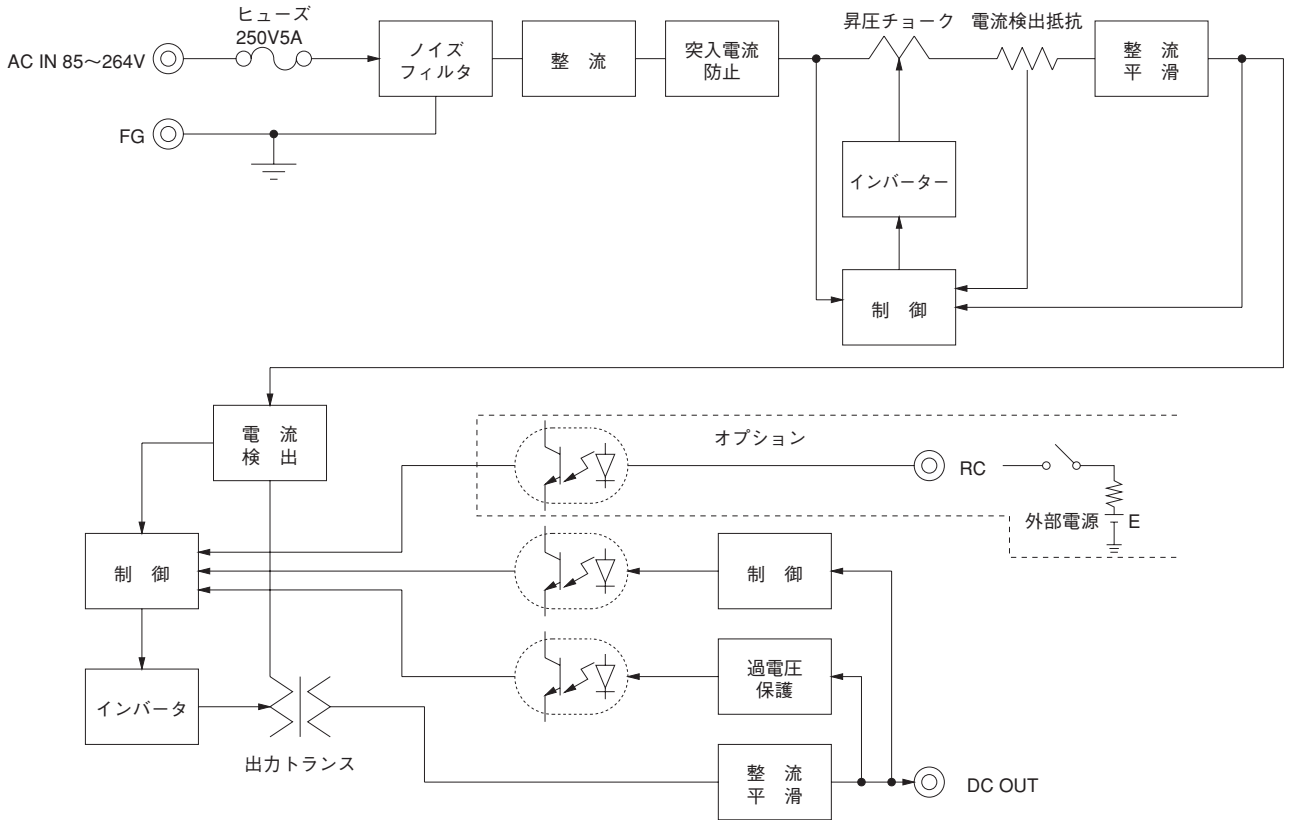 ヒューズ
250V5A
AC IN 85～264V
ノイズ
フィルタ
整 流
突入電流
防止
昇圧チョーク
電流検出抵抗
整 流
平 滑
FG
インバーター
制 御
電 流
検 出
オプション
RC
外部電源
E
制 御
制 御
過電圧
保護
インバータ
出力トランス
整 流
平 滑
DC OUT